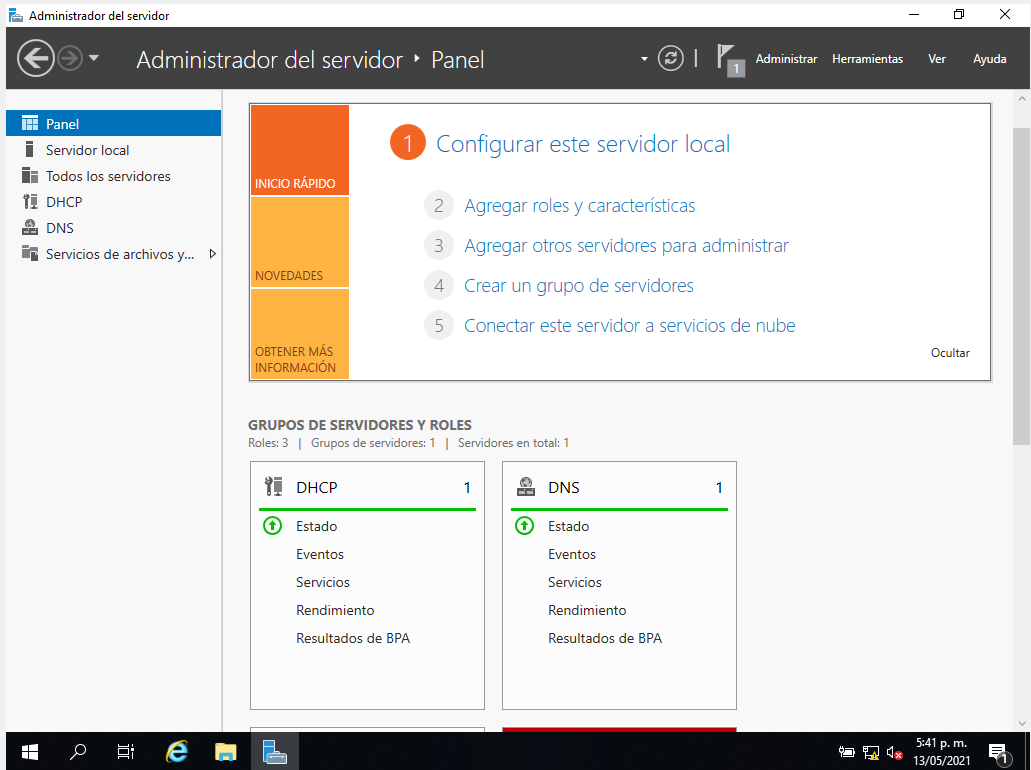 Administrador del servidor
Administrador del servidor ‣ Panel
1
Administrar
Herramientas
Ver
Ayuda
Panel
Servidor local
Todos los servidores
DHCP
DNS
Servicios de archivos y...
INICIO RÁPIDO
NOVEDADES
OBTENER MÁS
INFORMACIÓN
1 Configurar este servidor local
2 Agregar roles y características
3 Agregar otros servidores para administrar
4 Crear un grupo de servidores
5 Conectar este servidor a servicios de nube
Ocultar
GRUPOS DE SERVIDORES Y ROLES
Roles: 3 | Grupos de servidores: 1 | Servidores en total: 1
DHCP 1
Estado
Eventos
Servicios
Rendimiento
Resultados de BPA
DNS 1
Estado
Eventos
Servicios
Rendimiento
Resultados de BPA
5:41 p. m.
13/05/2021
1